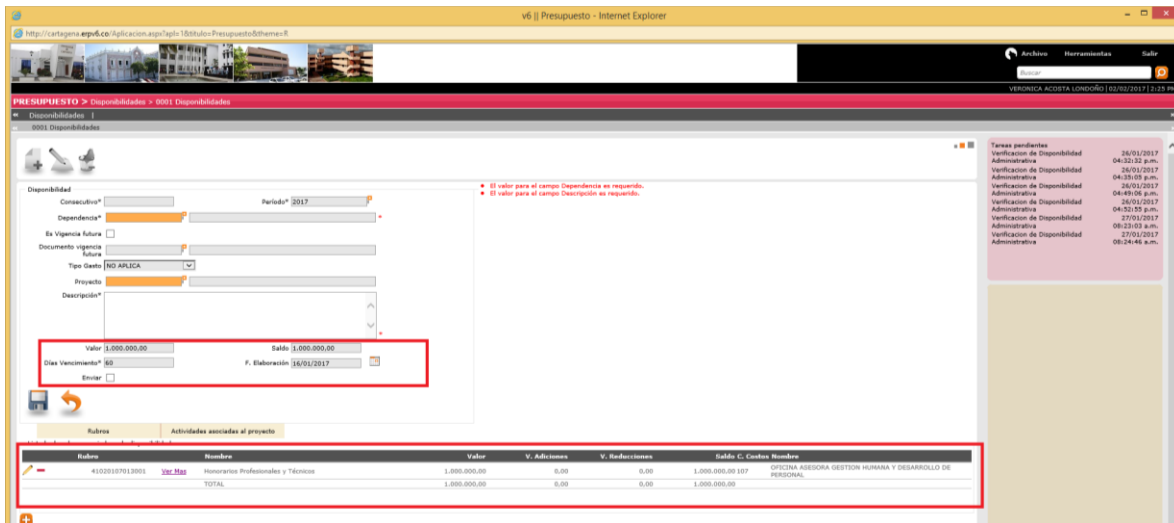 v6 || Presupuesto - Internet Explorer
http://cartagena.erpv6.co/Aplicacion.aspx?apl=1&titulo=Presupuesto&theme=R
Archivo Herramientas Salir
Buscar
VERONICA ACOSTA LONDOÑO | 02/02/2017 | 2:25 PM
PRESUPUESTO > Disponibilidades > 0001 Disponibilidades
Disponibilidades |
0001 Disponibilidades
Disponibilidad
Consecutivo* Período* 2017
Dependencia* *
Es Vigencia futura
Documento vigencia
futura
Tipo Gasto NO APLICA
Proyecto
Descripción*
*
Valor 1.000.000,00 Saldo 1.000.000,00
Días Vencimiento* 60 F. Elaboración 16/01/2017
Enviar
El valor para el campo Dependencia es requerido.
El valor para el campo Descripción es requerido.
Tareas pendientes
Verificacion de Disponibilidad 26/01/2017
Administrativa 04:32:32 p.m.
Verificacion de Disponibilidad 26/01/2017
Administrativa 04:35:05 p.m.
Verificacion de Disponibilidad 26/01/2017
Administrativa 04:49:06 p.m.
Verificacion de Disponibilidad 26/01/2017
Administrativa 04:52:55 p.m.
Verificacion de Disponibilidad 27/01/2017
Administrativa 08:23:03 a.m.
Verificacion de Disponibilidad 27/01/2017
Administrativa 08:24:46 a.m.
Rubros Actividades asociadas al proyecto
Rubro Nombre Valor V. Adiciones V. Reducciones Saldo C. Costos Nombre
41020107013001 Ver Mas Honorarios Profesionales y Técnicos 1.000.000,00 0,00 0,00 1.000.000,00 107 OFICINA ASESORA GESTION HUMANA Y DESARROLLO DE
PERSONAL
TOTAL 1.000.000,00 0,00 0,00 1.000.000,00